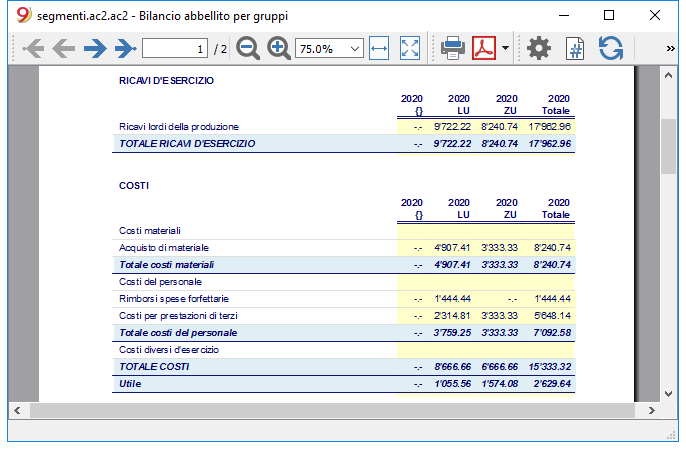 segmenti.ac2.ac2 - Bilancio abbellito per gruppi
1 / 2 75.0% »
RICAVI D'ESERCIZIO
2020 2020 2020 2020
{} LU ZU Totale
Ricavi lordi della produzione -.- 9'722.22 8'240.74 17'962.96
TOTALE RICAVI D'ESERCIZIO -.- 9'722.22 8'240.74 17'962.96
COSTI
2020 2020 2020 2020
{} LU ZU Totale
Costi materiali
Acquisto di materiale -.- 4'907.41 3'333.33 8'240.74
Totale costi materiali -.- 4'907.41 3'333.33 8'240.74
Costi del personale
Rimborsi spese forfettarie -.- 1'444.44 -.- 1'444.44
Costi per prestazioni di terzi -.- 2'314.81 3'333.33 5'648.14
Totale costi del personale -.- 3'759.25 3'333.33 7'092.58
Costi diversi d'esercizio
TOTALE COSTI -.- 8'666.66 6'666.66 15'333.32
Utile -.- 1'055.56 1'574.08 2'629.64